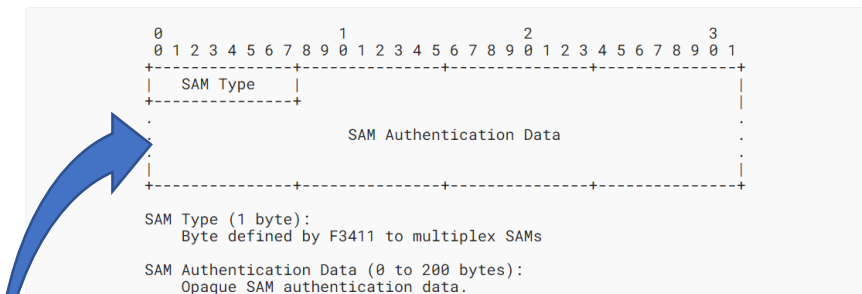 0                   1                   2                   3
0 1 2 3 4 5 6 7 8 9 0 1 2 3 4 5 6 7 8 9 0 1 2 3 4 5 6 7 8 9 0 1
+---------------+---------------+---------------+---------------+
|   SAM Type    |                                               |
+---------------+                                               |
.                                                               .
.                     SAM Authentication Data                   .
.                                                               .
|                                                               |
+---------------+---------------+---------------+---------------+
SAM Type (1 byte):
    Byte defined by F3411 to multiplex SAMs
SAM Authentication Data (0 to 200 bytes):
    Opaque SAM authentication data.